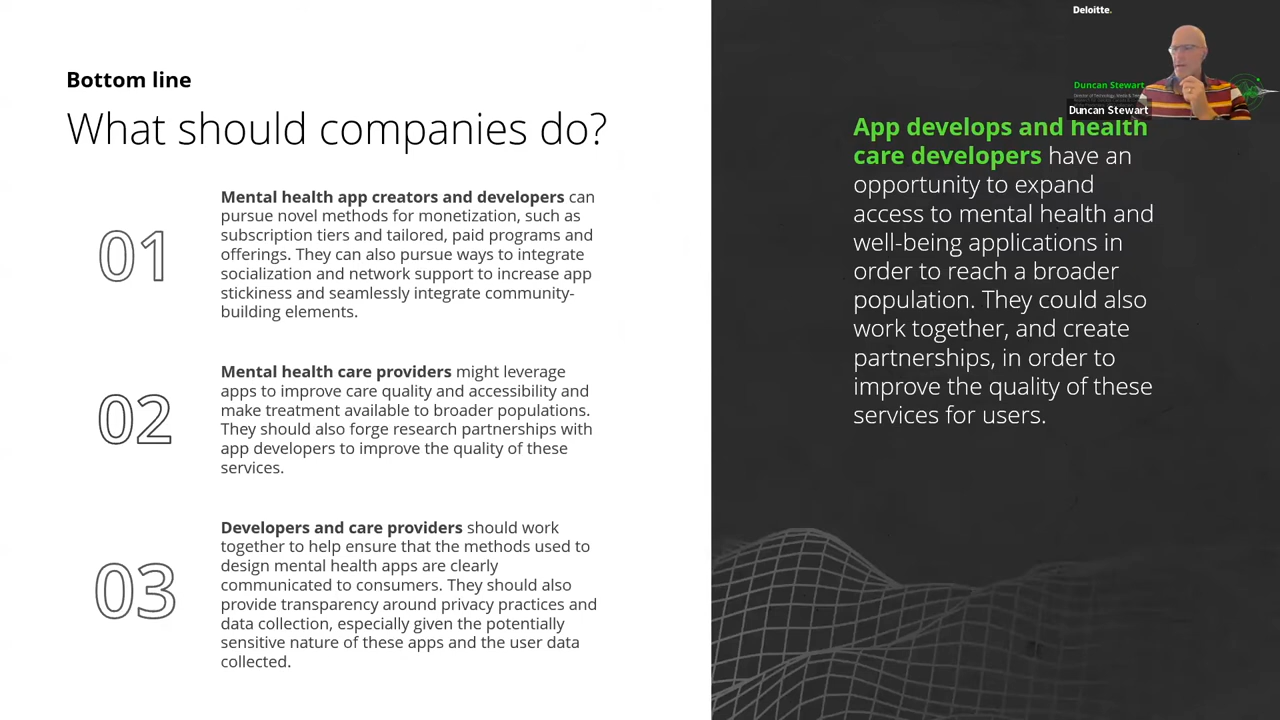 Bottom line
What should companies do?
01
Mental health app creators and developers can
pursue novel methods for monetization, such as
subscription tiers and tailored, paid programs and
offerings. They can also pursue ways to integrate
socialization and network support to increase app
stickiness and seamlessly integrate community-
building elements.
02
Mental health care providers might leverage
apps to improve care quality and accessibility and
make treatment available to broader populations.
They should also forge research partnerships with
app developers to improve the quality of these
services.
03
Developers and care providers should work
together to help ensure that the methods used to
design mental health apps are clearly
communicated to consumers. They should also
provide transparency around privacy practices and
data collection, especially given the potentially
sensitive nature of these apps and the user data
collected.
Deloitte.
Duncan Stewart
Duncan Stewart
App develops and health
care developers have an
opportunity to expand
access to mental health and
well-being applications in
order to reach a broader
population. They could also
work together, and create
partnerships, in order to
improve the quality of these
services for users.